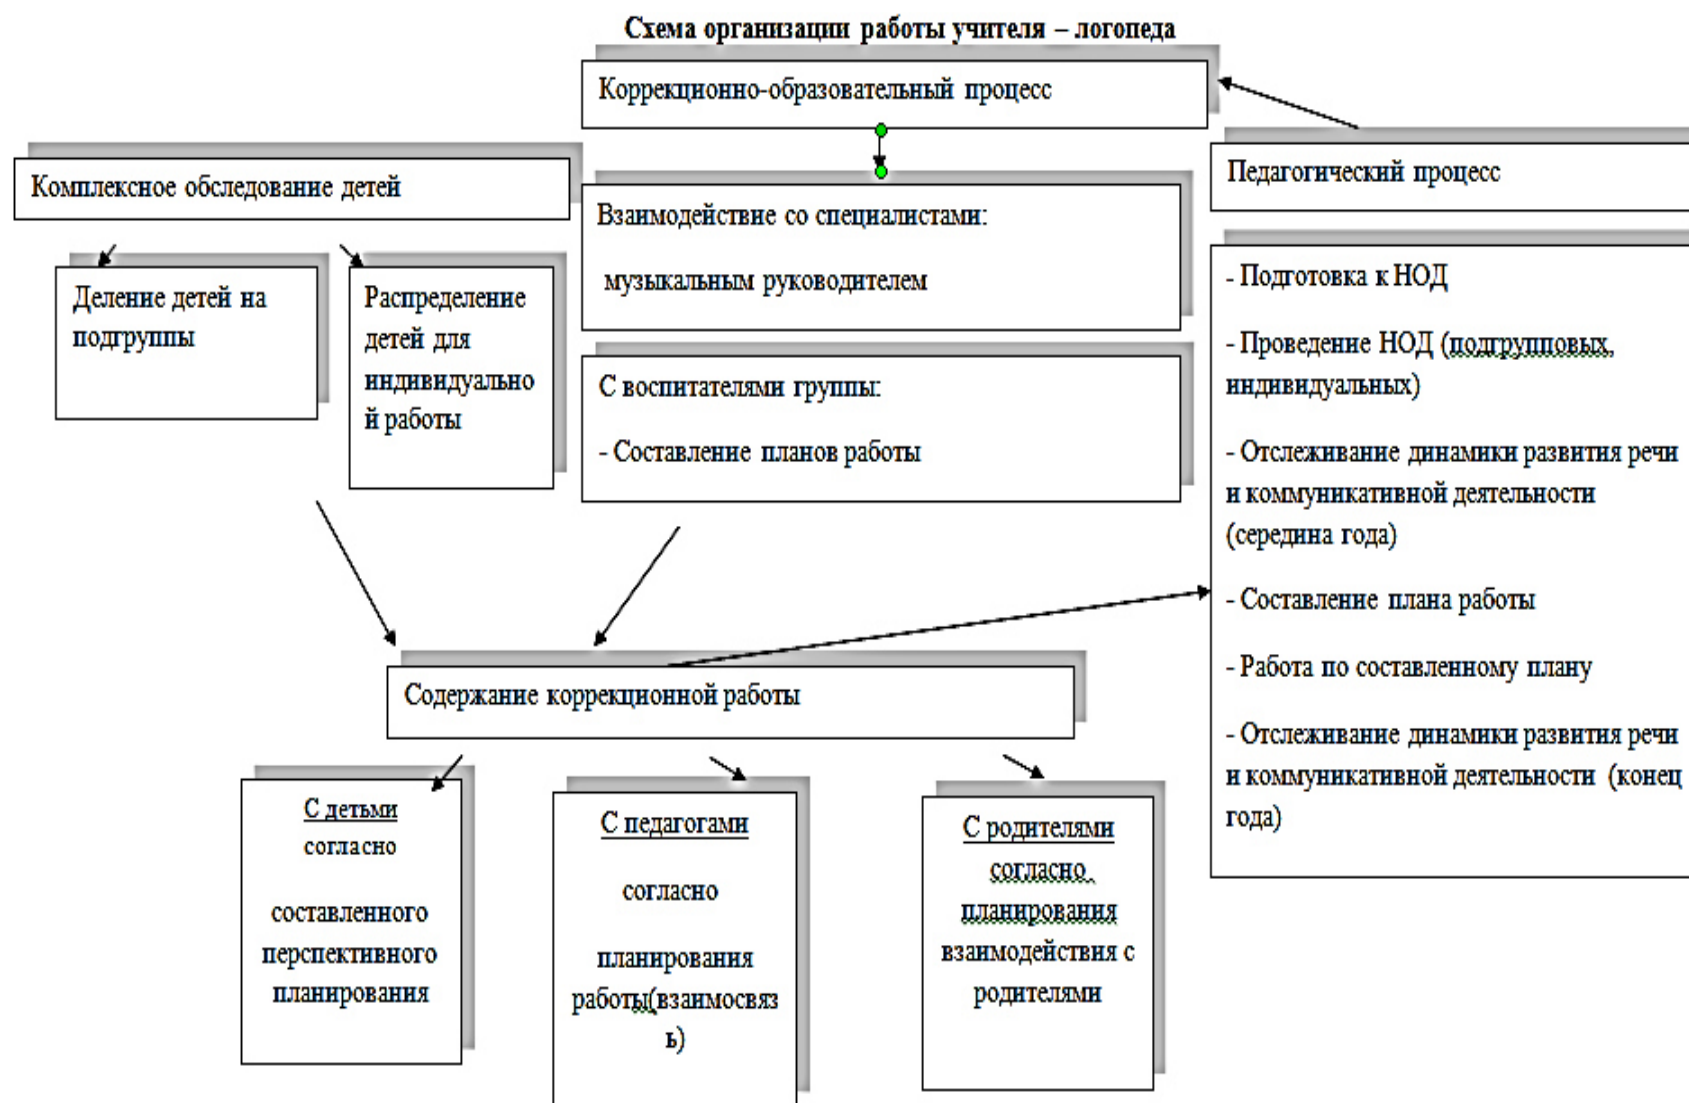 Схема организации работы учителя – логопеда
Коррекционно-образовательный процесс
Комплексное обследование детей
Деление детей на
подгруппы
Распределение
детей для
индивидуально
й работы
Взаимодействие со специалистами:
музыкальным руководителем
С воспитателями группы:
- Составление планов работы
Педагогический процесс
- Подготовка к НОД
- Проведение НОД (подгрупповых,
индивидуальных)
- Отслеживание динамики развития речи
и коммуникативной деятельности
(середина года)
- Составление плана работы
- Работа по составленному плану
- Отслеживание динамики развития речи
и коммуникативной деятельности (конец
года)
Содержание коррекционной работы
С детьми
согласно
составленного
перспективного
планирования
С педагогами
согласно
планирования
работы(взаимосвяз
ь)
С родителями
согласно
планирования
взаимодействия с
родителями